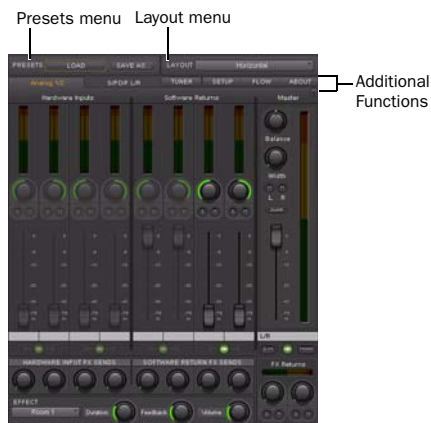 Presets menu Layout menu
PRESETS LOAD SAVE AS... LAYOUT Horizontal
Analog 1/2 S/PDIF L/R TUNER SETUP FLOW ABOUT
Additional
Functions
Hardware Inputs Software Returns Master
Balance
Width
L R
L/R
HARDWARE INPUT FX SENDS SOFTWARE RETURN FX SENDS FX Returns
EFFECT
Room 1 Duration Feedback Volume